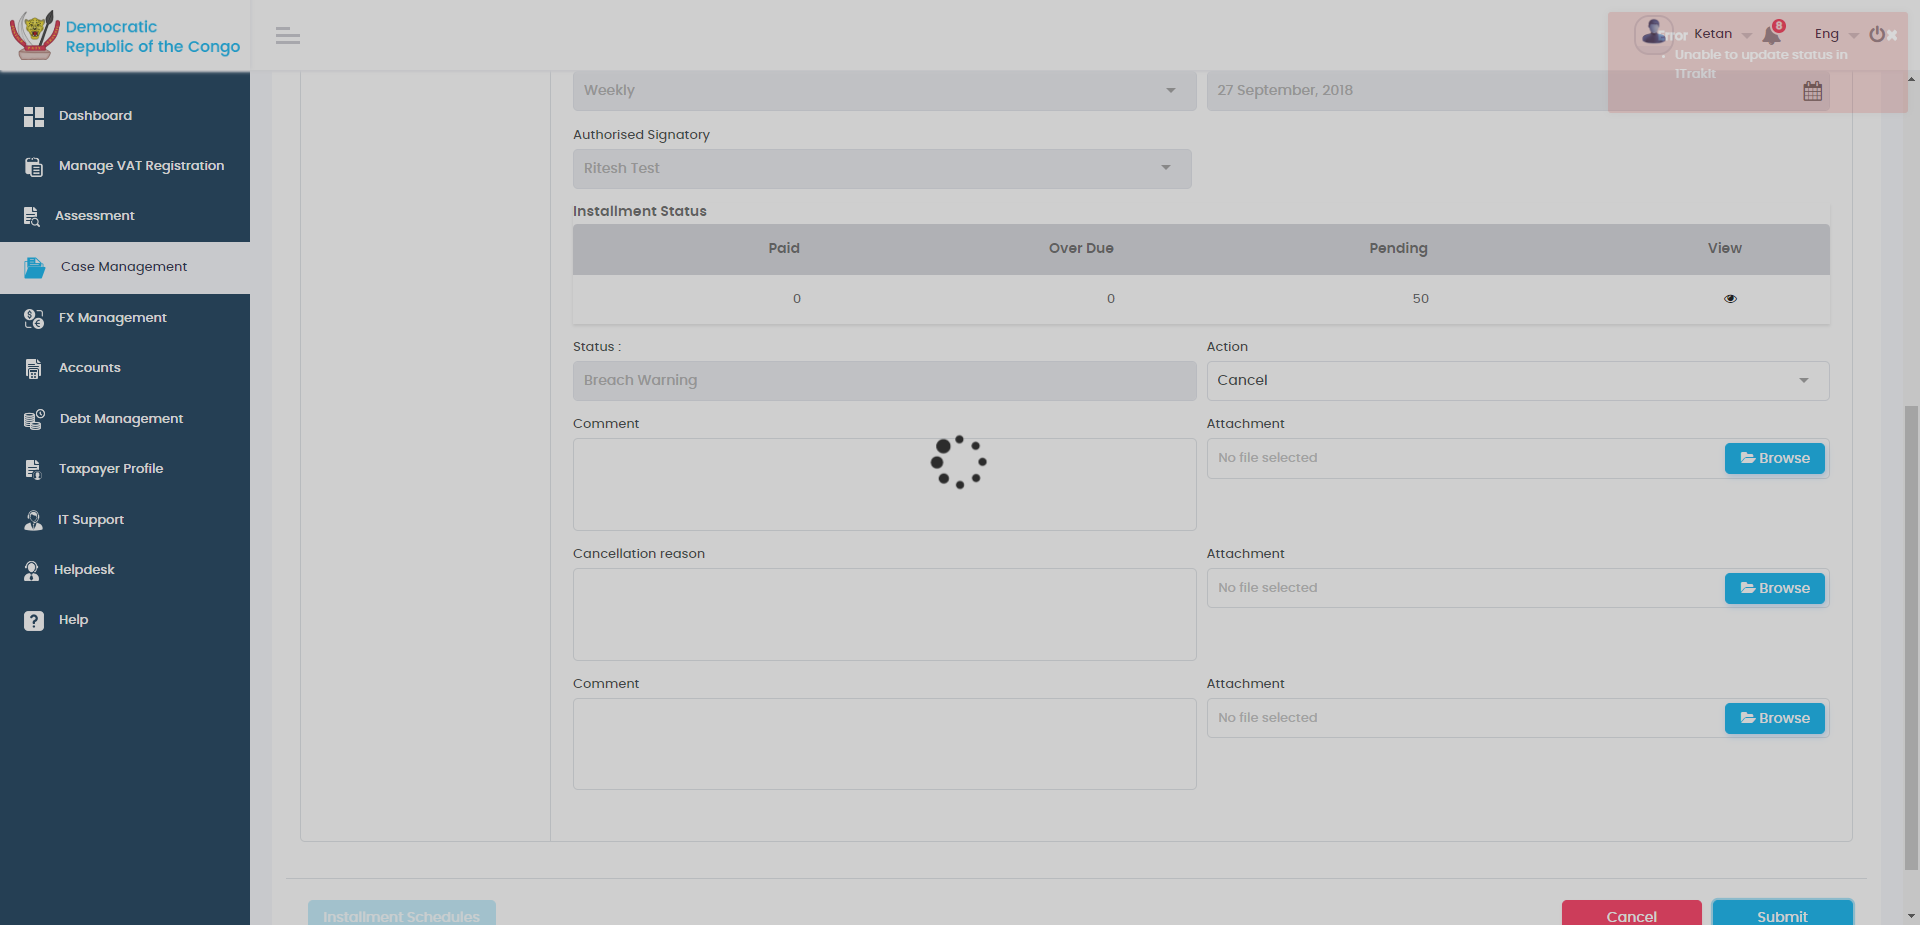 Democratic
Republic of the Congo
Error
Ketan
8
Eng
Unable to update status in
ITrakIt
Dashboard
Manage VAT Registration
Assessment
Case Management
FX Management
Accounts
Debt Management
Taxpayer Profile
IT Support
Helpdesk
? Help
Weekly
27 September, 2018
Authorised Signatory
Ritesh Test
Installment Status
Paid Over Due Pending View
0 0 50
Status : Action
Breach Warning Cancel
Comment Attachment
No file selected Browse
Cancellation reason Attachment
No file selected Browse
Comment Attachment
No file selected Browse
Installment Schedules Cancel Submit